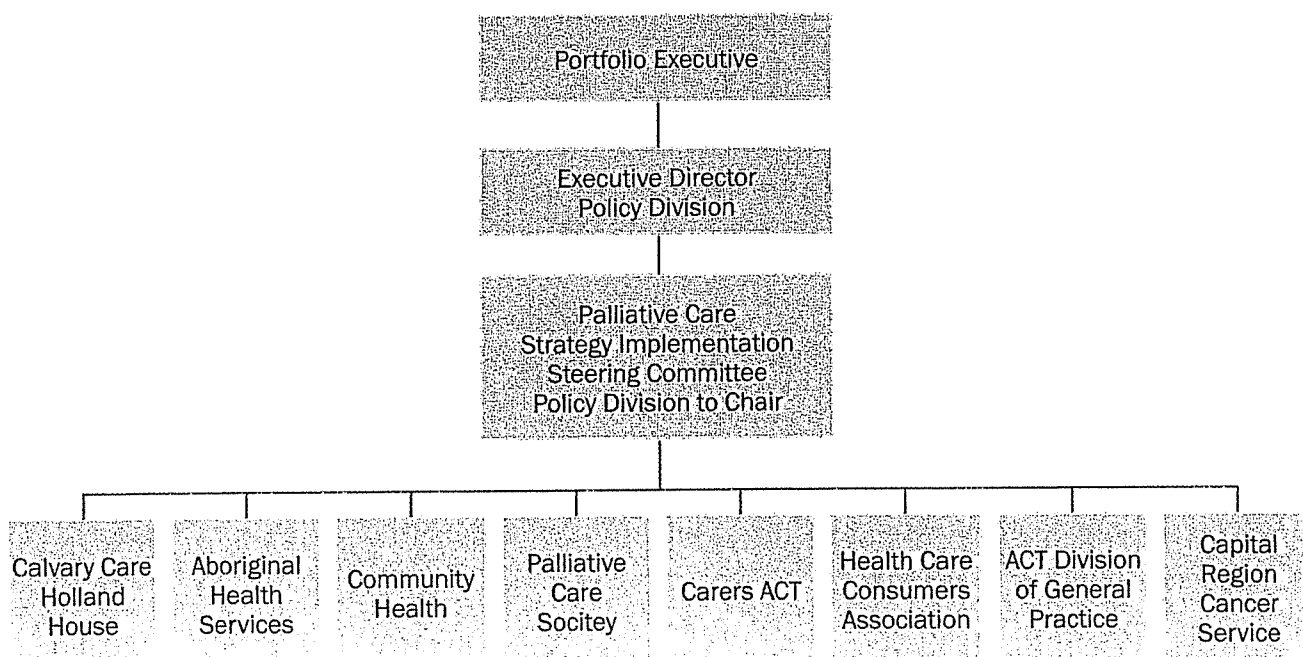 Portfolio Executive
Executive Director
Policy Division
Palliative Care
Strategy Implementation
Steering Committee
Policy Division to Chair
Calvary Care
Holland
House
Aboriginal
Health
Services
Community
Health
Palliative
Care
Socitey
Carers ACT
Health Care
Consumers
Association
ACT Division
of General
Practice
Capital
Region
Cancer
Service